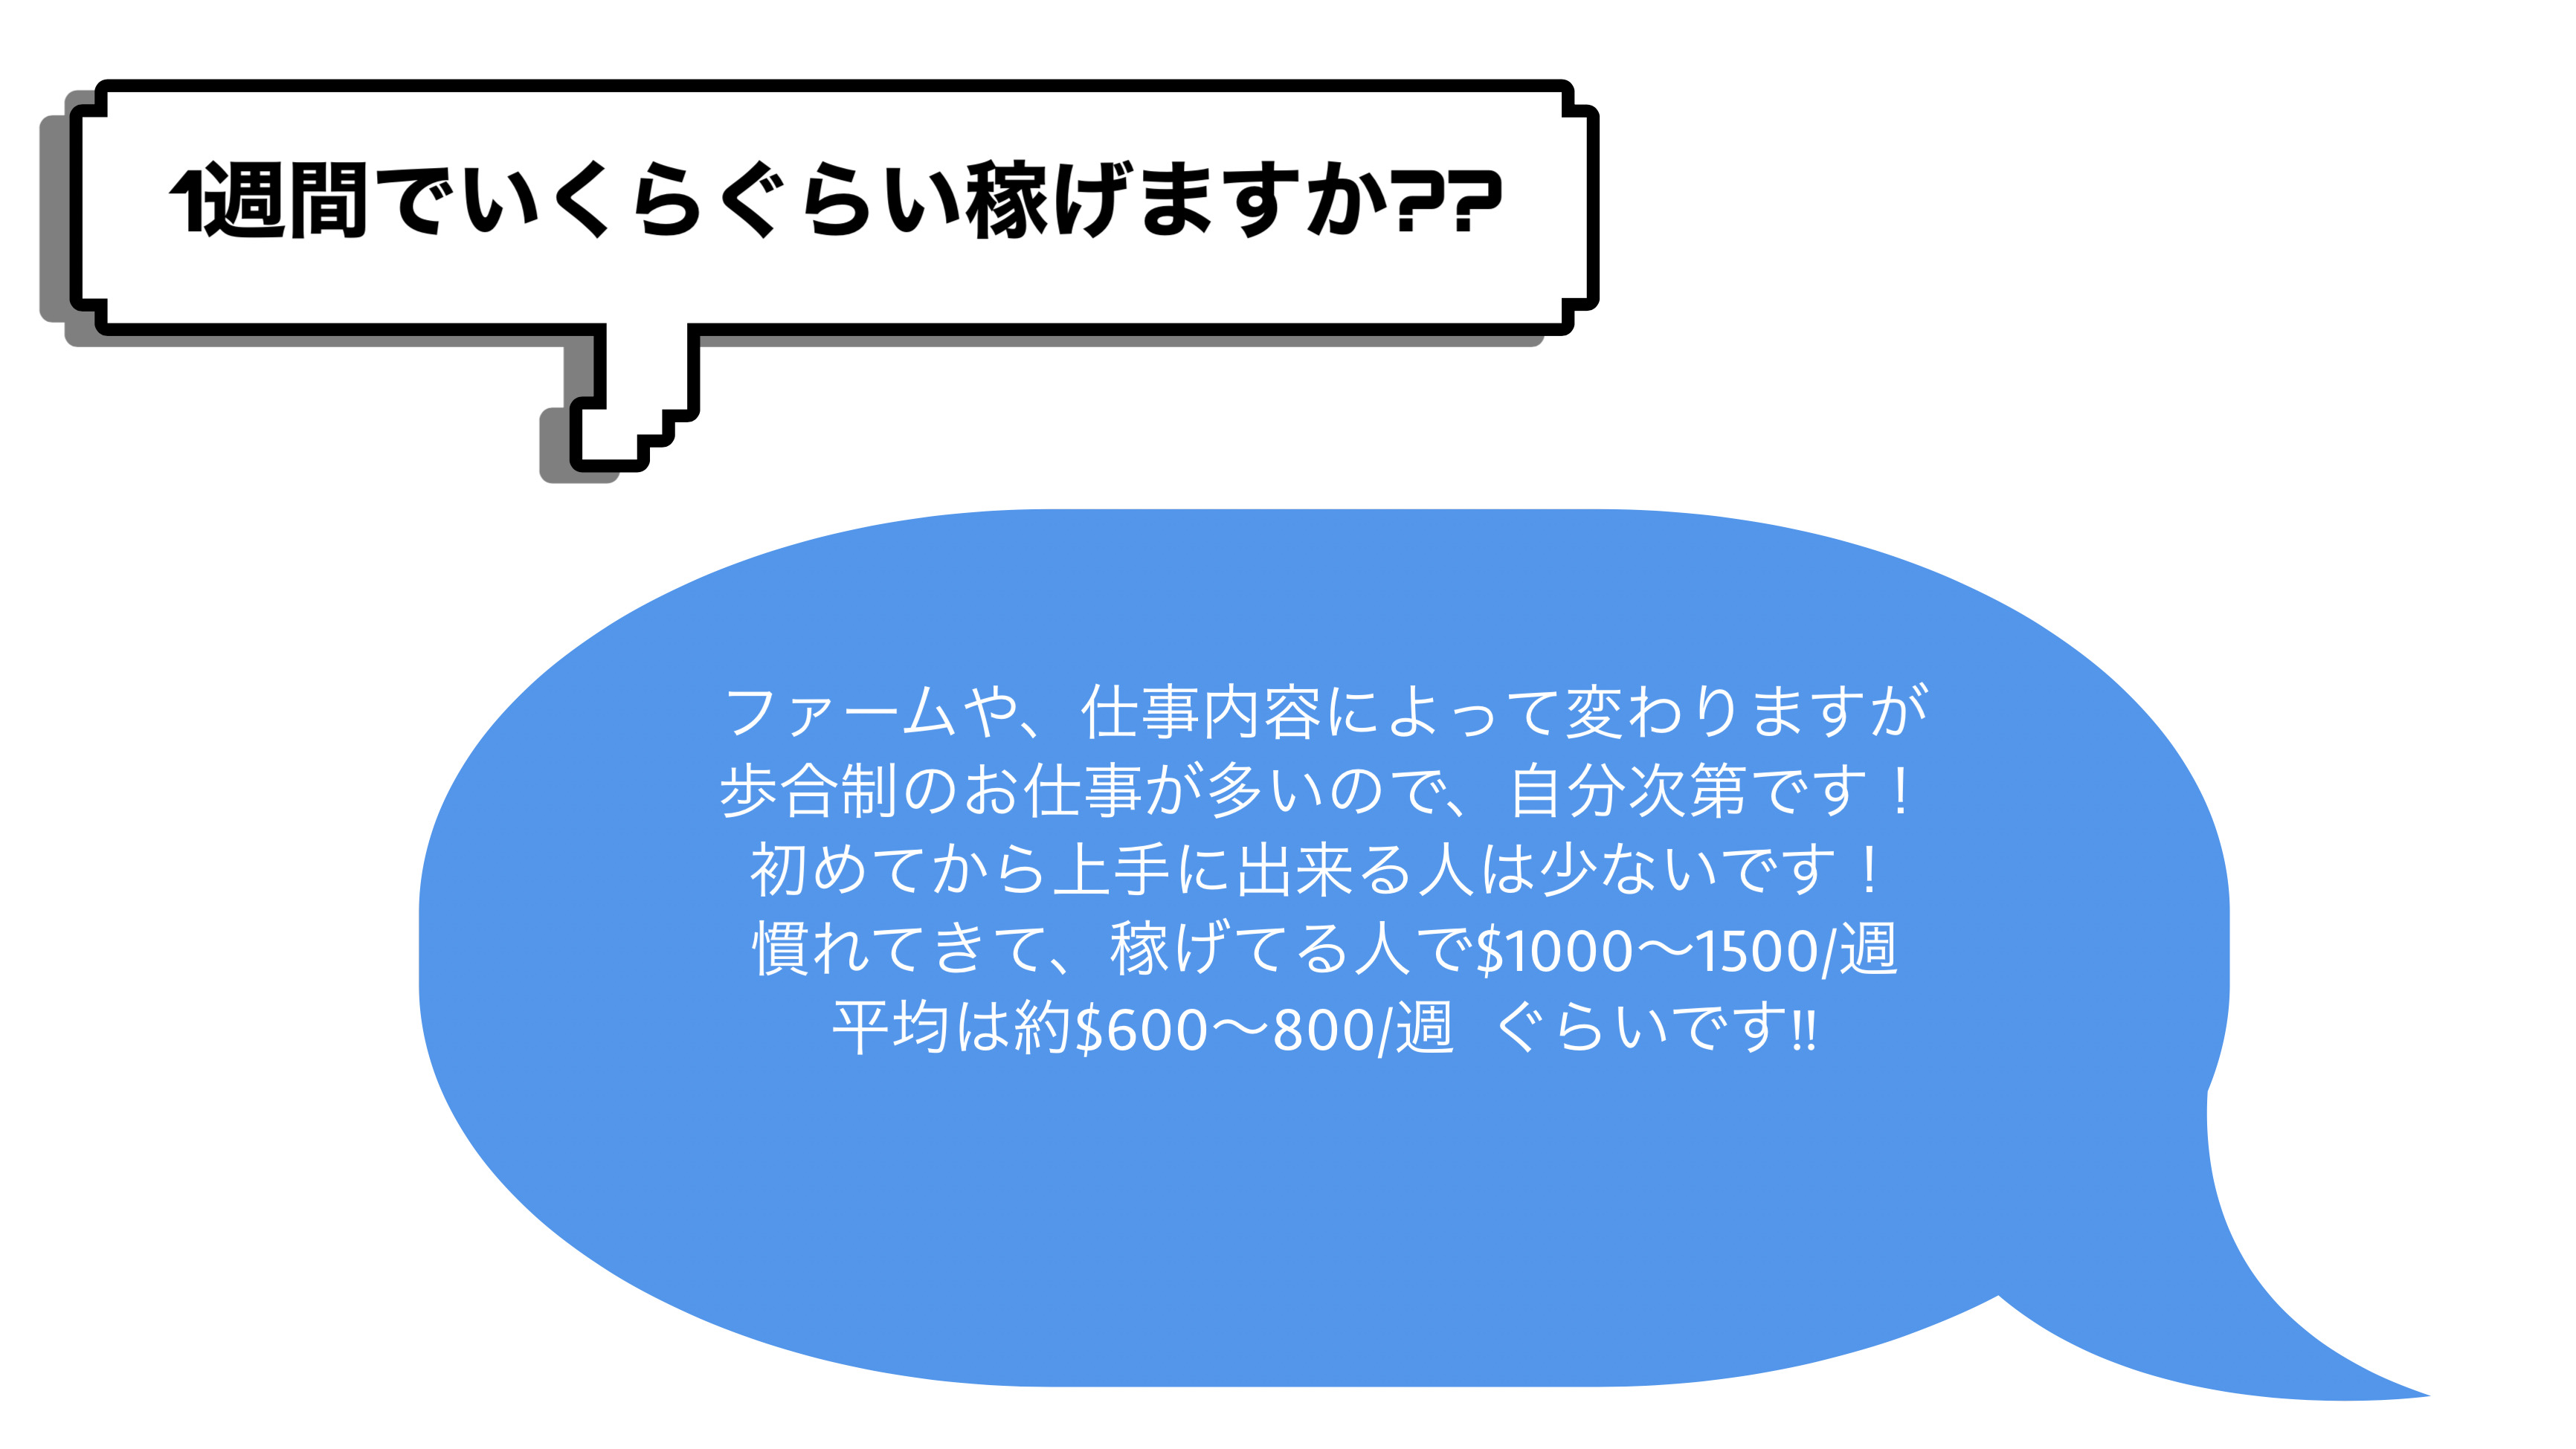 1週間でいくらぐらい稼げますか??
ファームや、仕事内容によって変わりますが
歩合制のお仕事が多いので、自分次第です！
初めてから上手に出来る人は少ないです！
慣れてきて、稼げてる人で$1000〜1500/週
平均は約$600〜800/週 ぐらいです!!